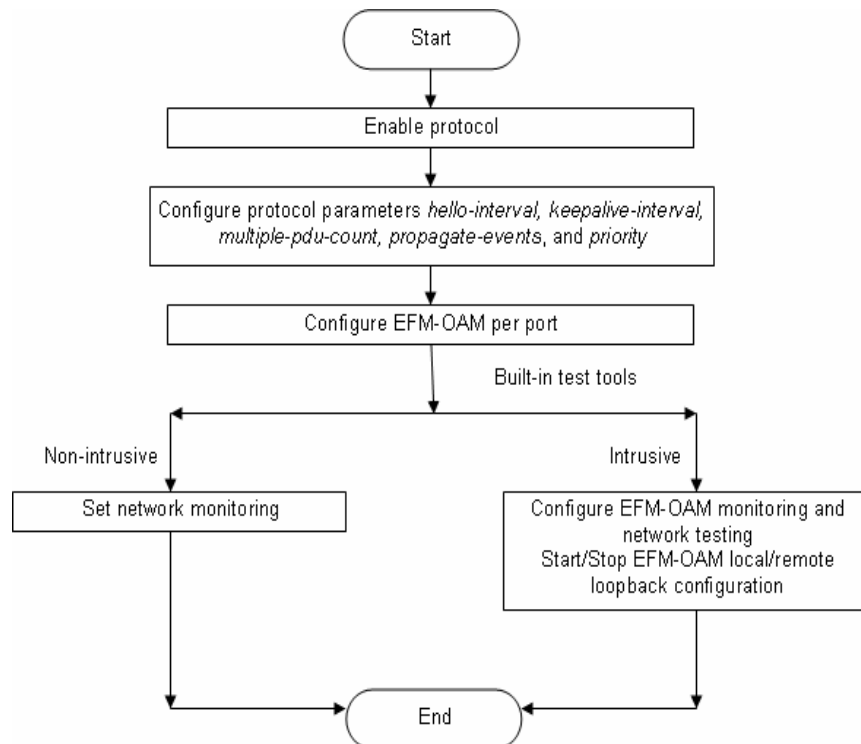 Start
Enable protocol
Configure protocol parameters hello-interval, keepalive-interval,
multiple-pdu-count, propagate-events, and priority
Configure EFM-OAM per port
Built-in test tools
Non-intrusive
Intrusive
Set network monitoring
Configure EFM-OAM monitoring and
network testing
Start/Stop EFM-OAM local/remote
loopback configuration
End